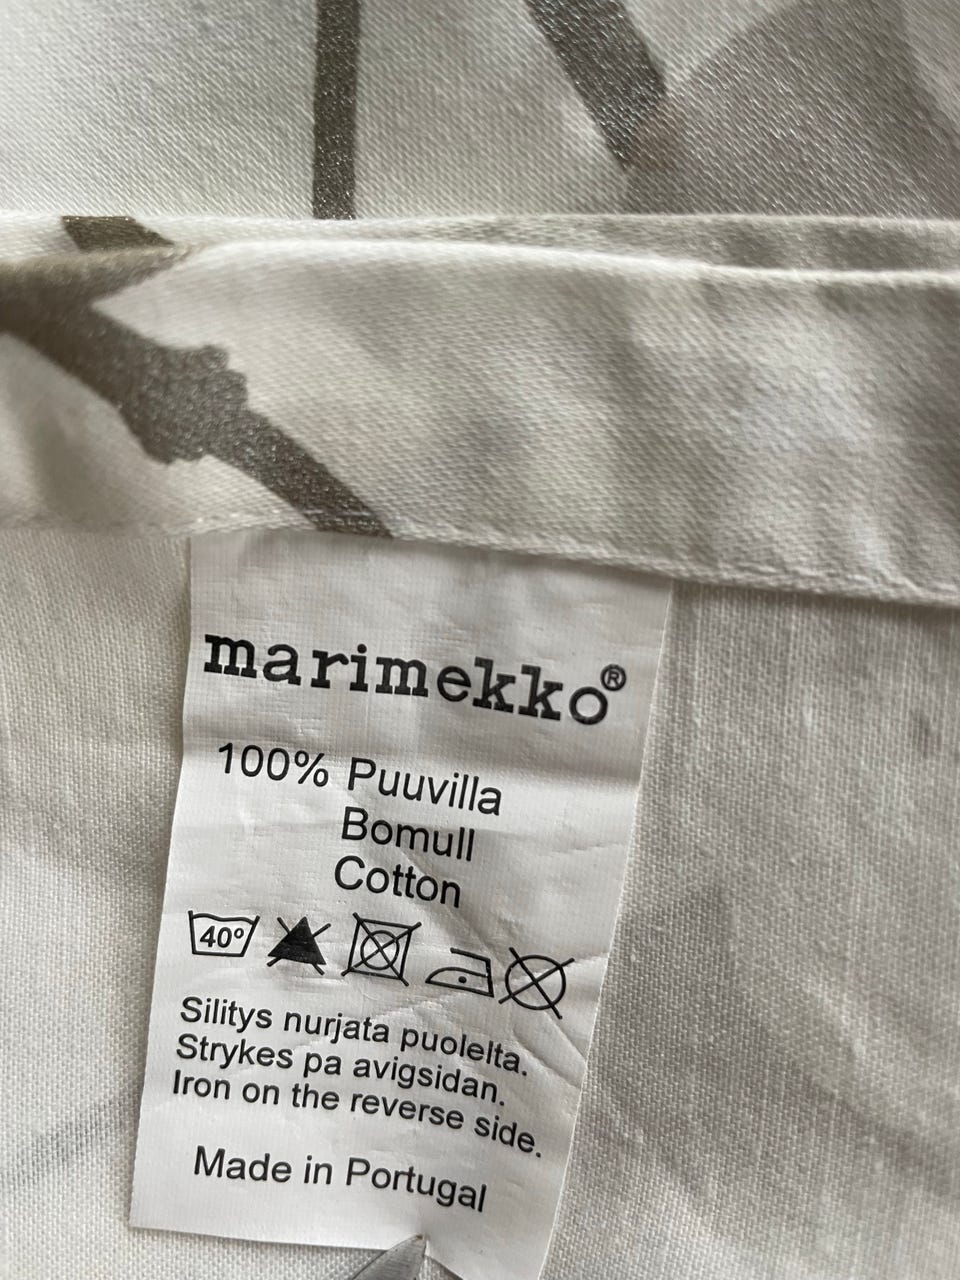 marimekko®
100% Puuvilla
Bomull
Cotton
40°
Silitys nurjata puolelta.
Strykes pa avigsidan.
Iron on the reverse side.
Made in Portugal